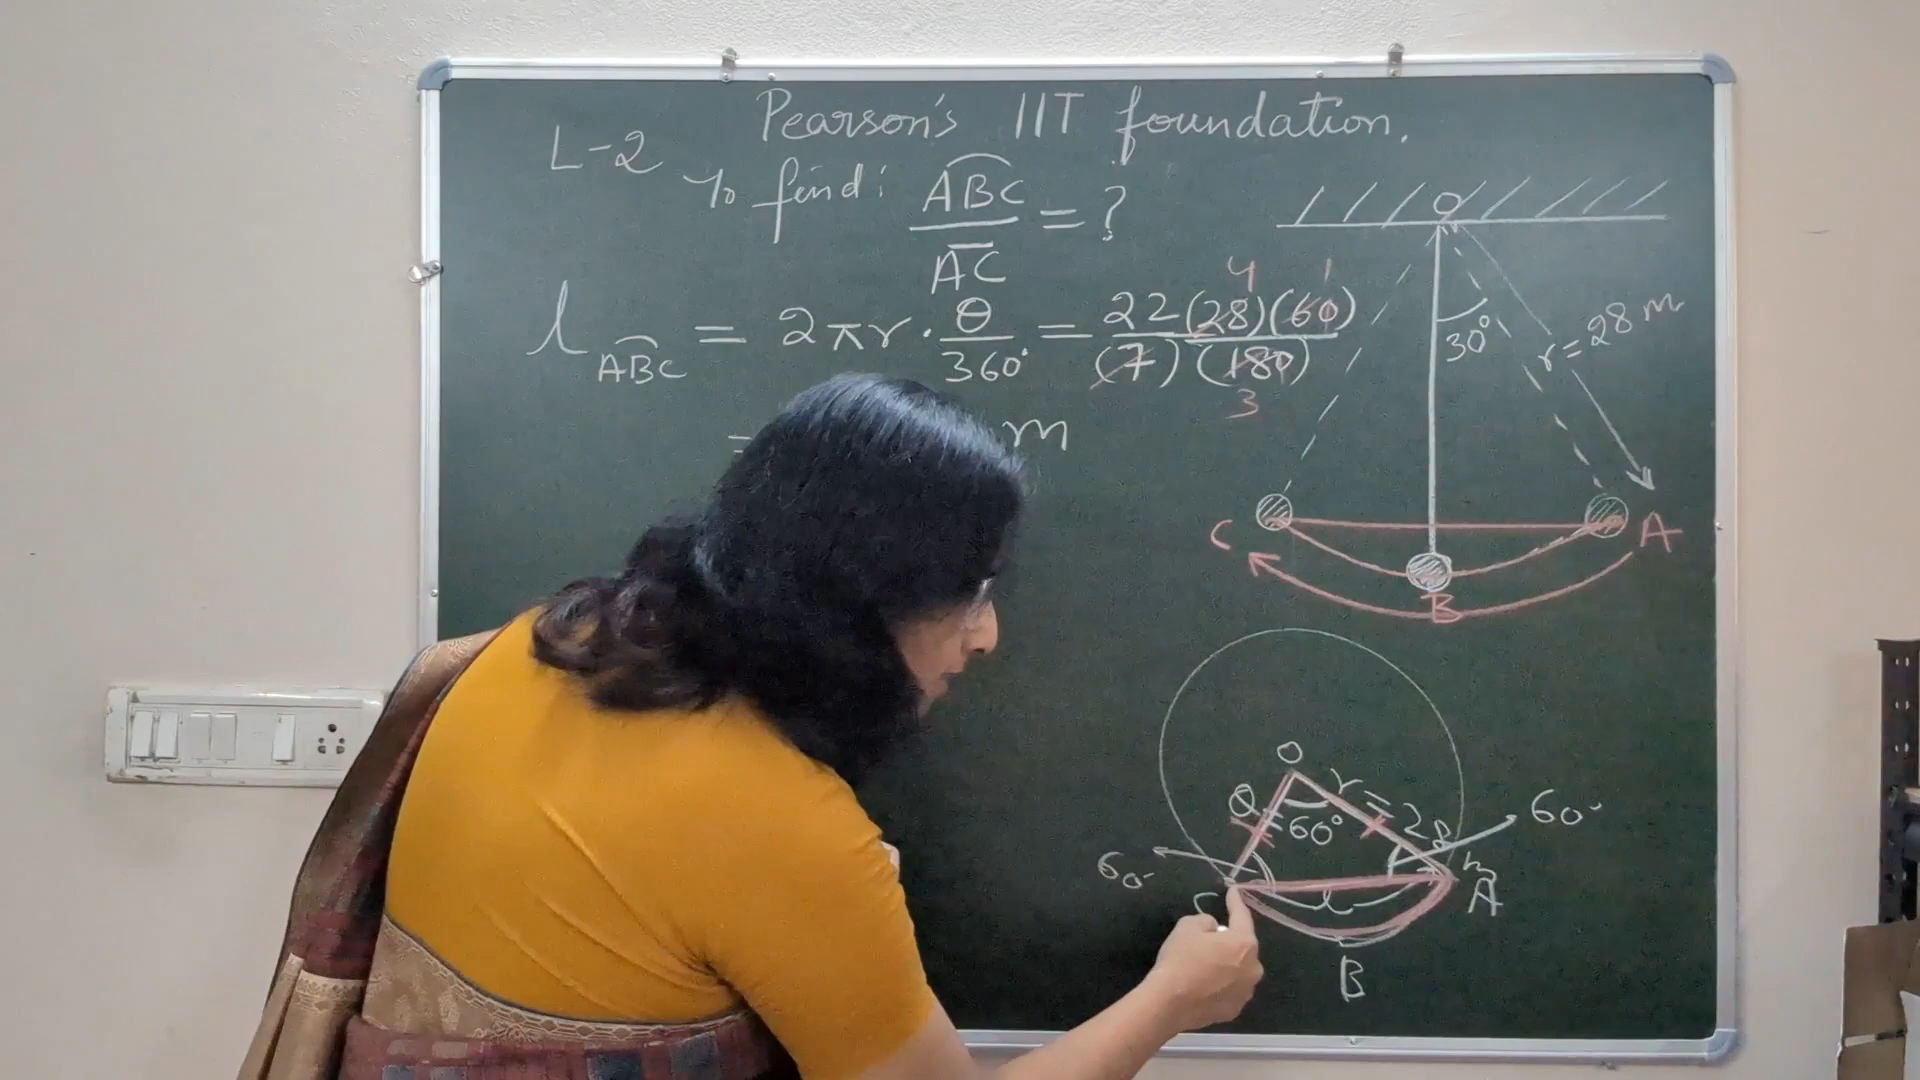 Pearson's IIT foundation.
L-2
To find: ABC / AC = ?
l ABC = 2πr · θ/360° = 22(28)(60) / (7)(180)
4 1
3
= m
O
30°
r = 28 m
C
A
B
O
θ = 60°
r = 28 m
60°
60°
C
l
A
B